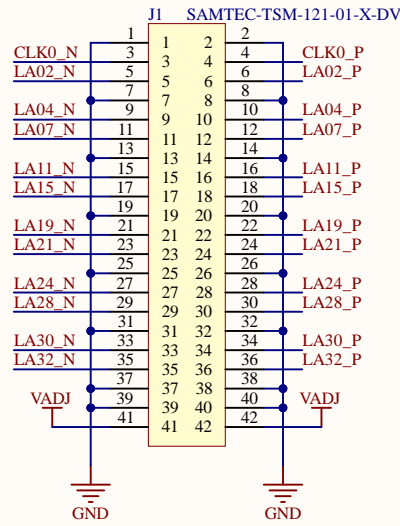 J1 SAMTEC-TSM-121-01-X-DV
1 1 2 2
CLK0_N 3 3 4 4 CLK0_P
LA02_N 5 5 6 6 LA02_P
7 7 8 8
LA04_N 9 9 10 10 LA04_P
LA07_N 11 11 12 12 LA07_P
13 13 14 14
LA11_N 15 15 16 16 LA11_P
LA15_N 17 17 18 18 LA15_P
19 19 20 20
LA19_N 21 21 22 22 LA19_P
LA21_N 23 23 24 24 LA21_P
25 25 26 26
LA24_N 27 27 28 28 LA24_P
LA28_N 29 29 30 30 LA28_P
31 31 32 32
LA30_N 33 33 34 34 LA30_P
LA32_N 35 35 36 36 LA32_P
37 37 38 38
VADJ 39 39 40 40 VADJ
41 41 42 42
GND GND